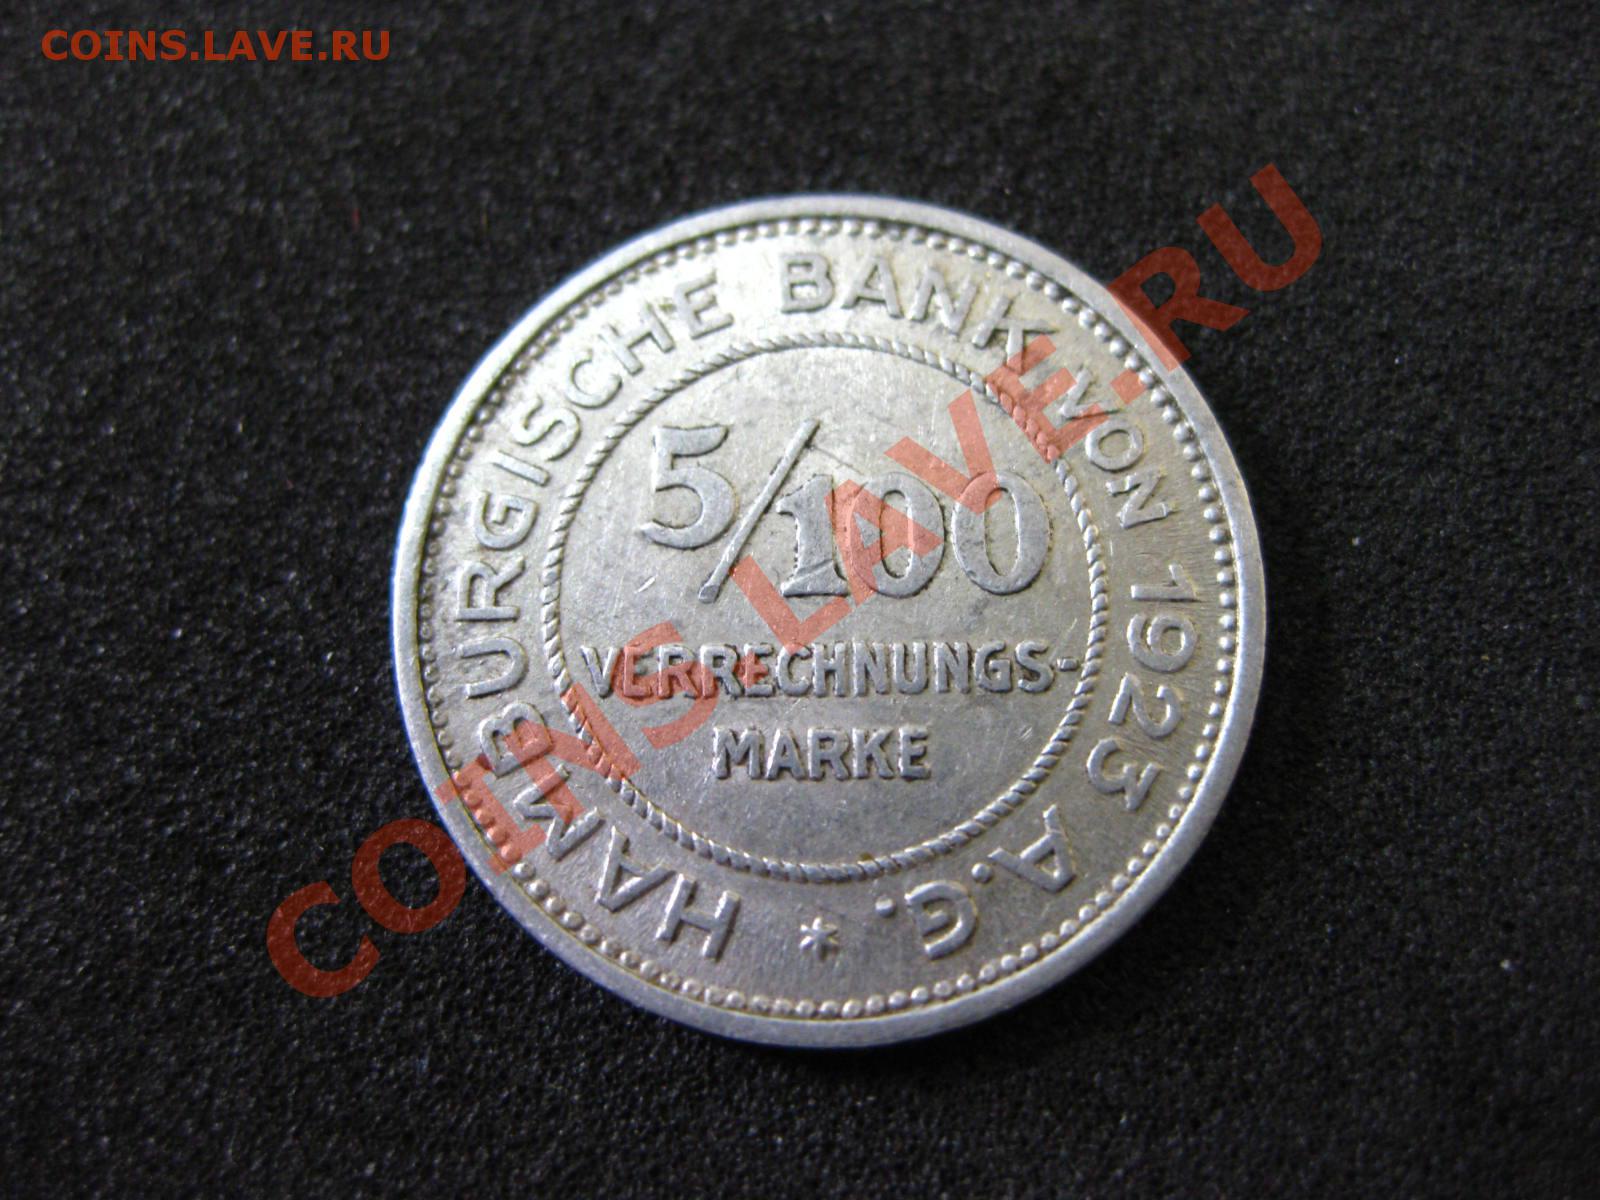 COINS.LAVE.RU
HAMBURGISCHE BANK VON 1923 A.G. *
5/100
VERRECHNUNGS-
MARKE
COINS.LAVE.RU